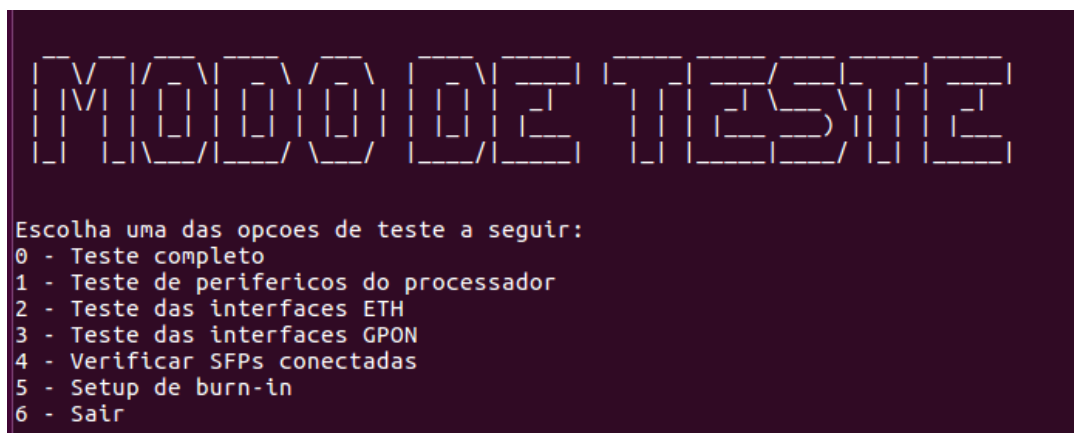 MODO DE TESTE
Escolha uma das opcoes de teste a seguir:
0 - Teste completo
1 - Teste de perifericos do processador
2 - Teste das interfaces ETH
3 - Teste das interfaces GPON
4 - Verificar SFPs conectadas
5 - Setup de burn-in
6 - Sair